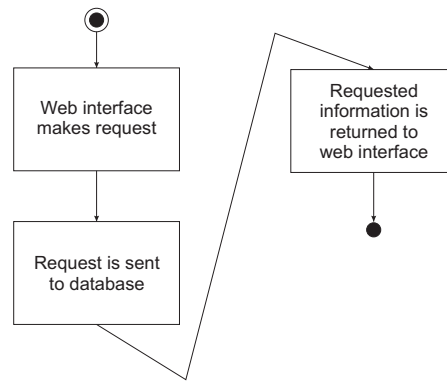 Web interface
makes request
Request is sent
to database
Requested
information is
returned to
web interface